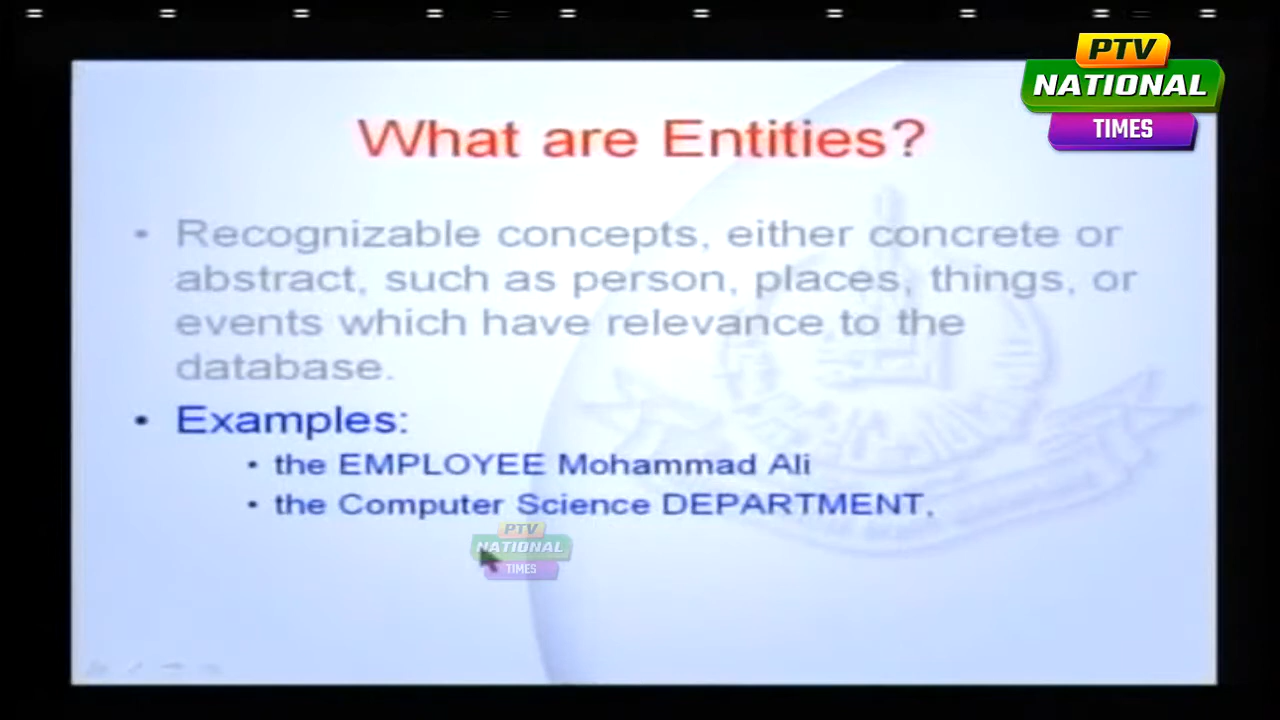 PTV
NATIONAL
TIMES
What are Entities?
• Recognizable concepts, either concrete or
abstract, such as person, places, things, or
events which have relevance to the
database.
• Examples:
• the EMPLOYEE Mohammad Ali
• the Computer Science DEPARTMENT.
PTV
NATIONAL
TIMES